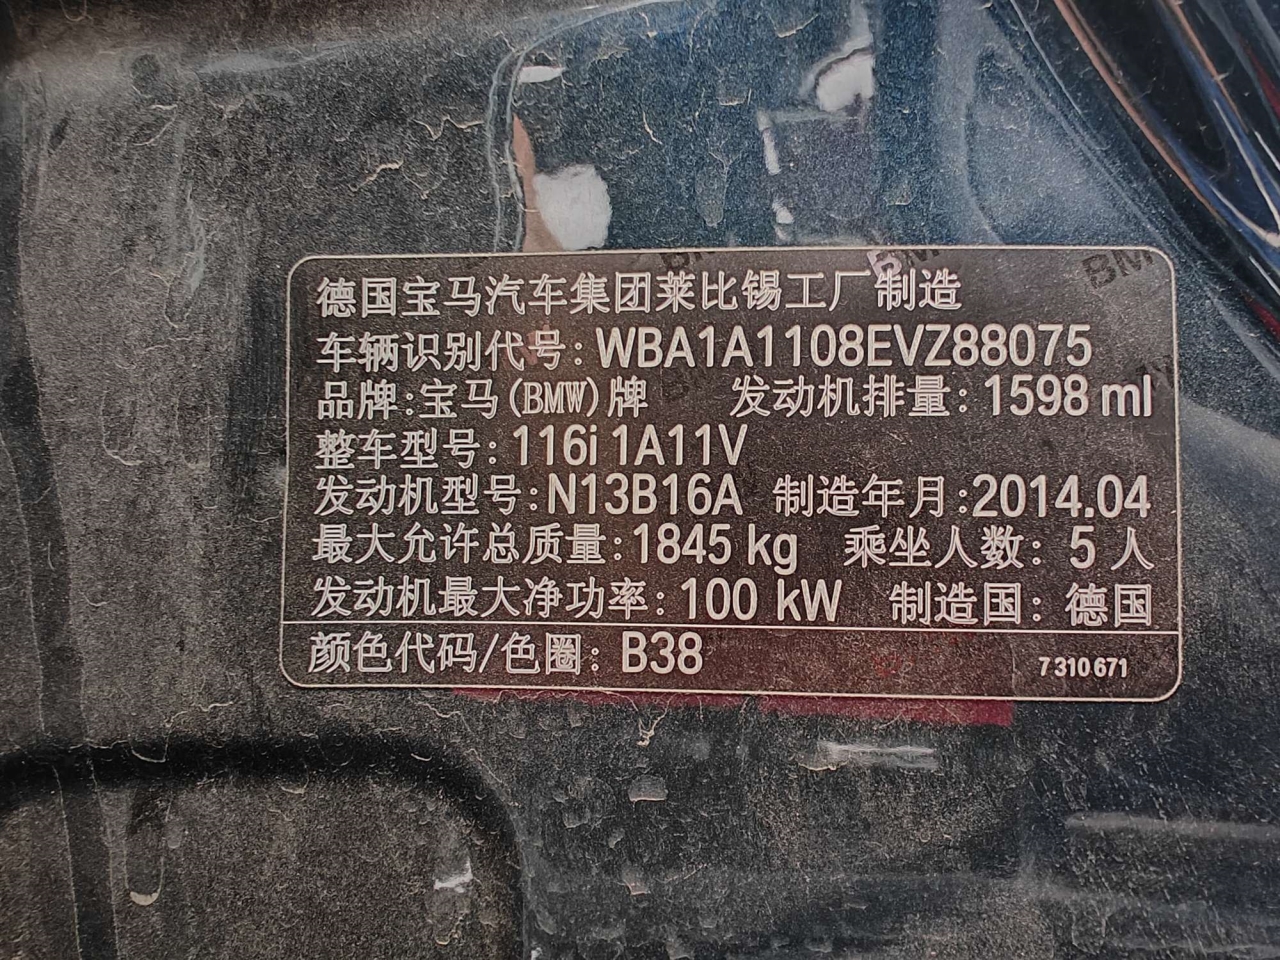 德国宝马汽车集团莱比锡工厂制造
车辆识别代号: WBA1A1108EVZ88075
品牌:宝马(BMW)牌 发动机排量: 1598 ml
整车型号: 116i 1A11V
发动机型号:N13B16A 制造年月:2014.04
最大允许总质量:1845 kg 乘坐人数: 5 人
发动机最大净功率: 100 kW 制造国: 德国
颜色代码/色圈: B38 7 310 671